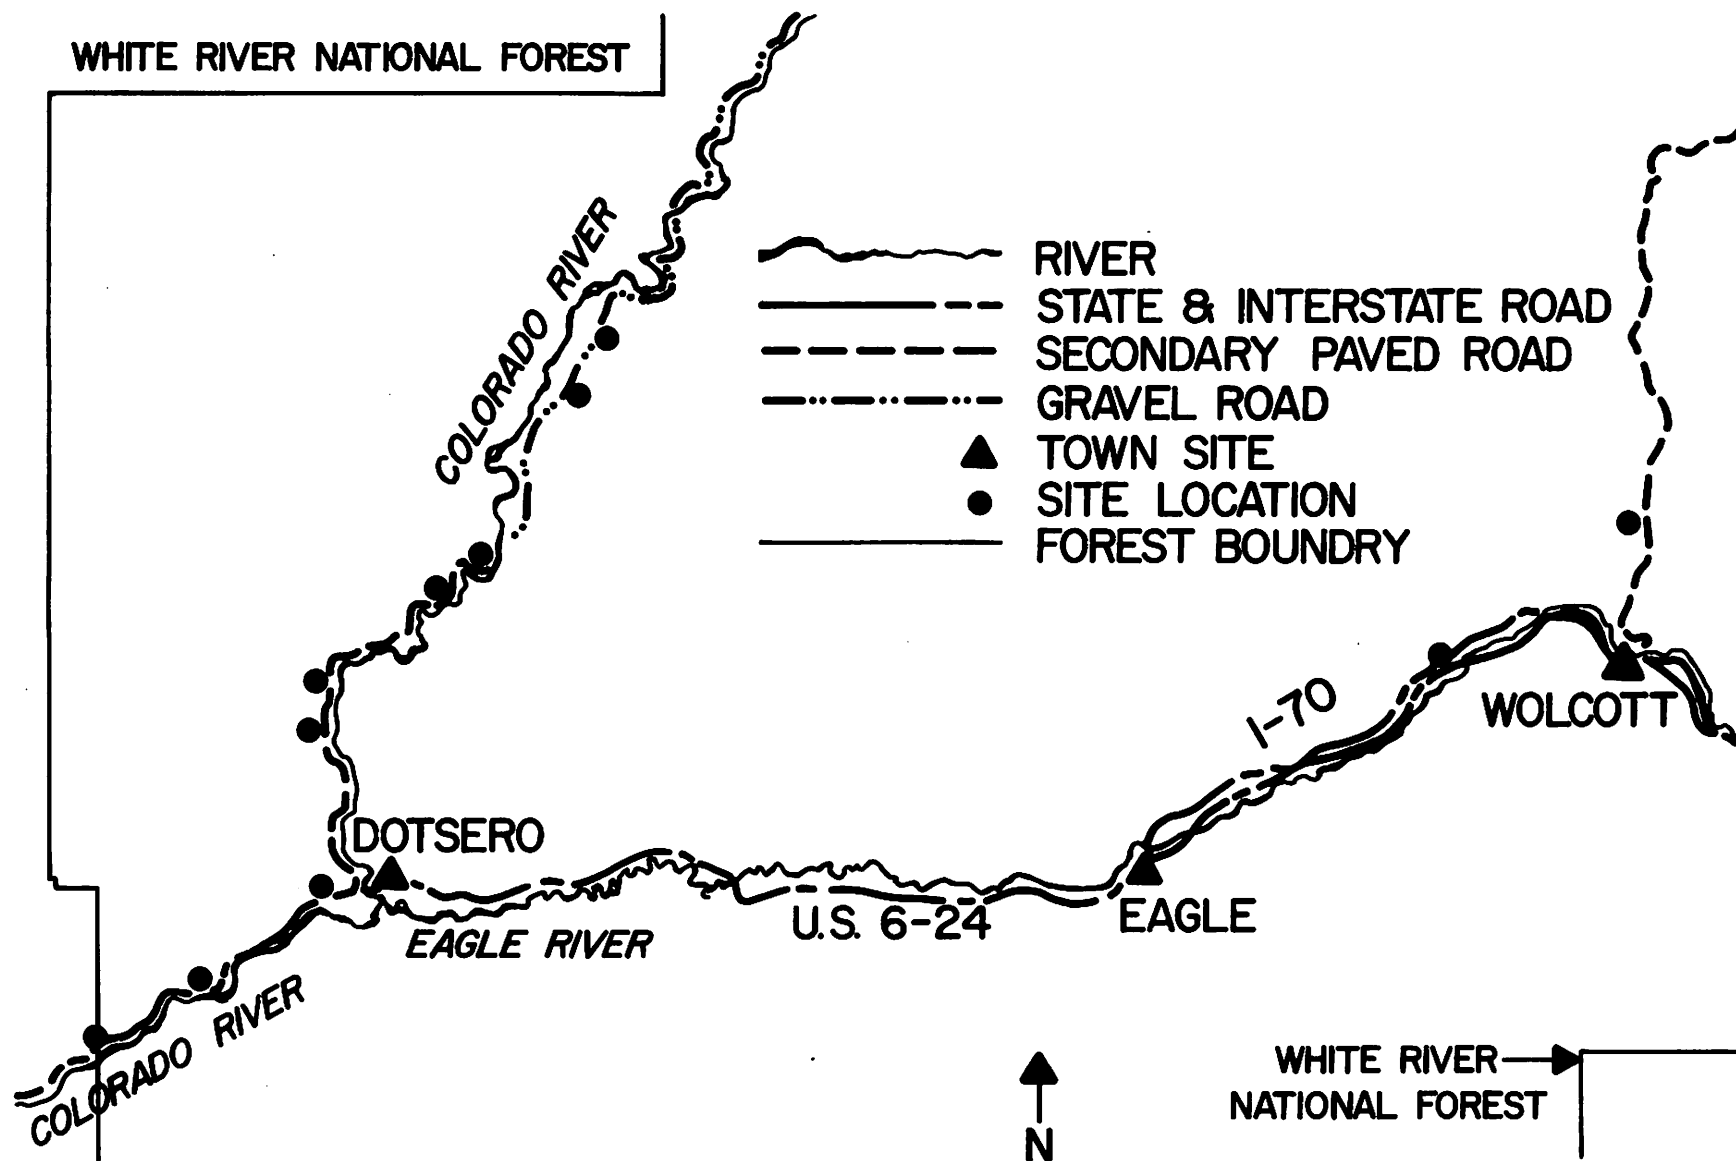 WHITE RIVER NATIONAL FOREST
COLORADO RIVER
RIVER
STATE & INTERSTATE ROAD
SECONDARY PAVED ROAD
GRAVEL ROAD
TOWN SITE
SITE LOCATION
FOREST BOUNDRY
I-70
WOLCOTT
DOTSERO
EAGLE RIVER
U.S. 6-24
EAGLE
COLORADO RIVER
WHITE RIVER
NATIONAL FOREST
N